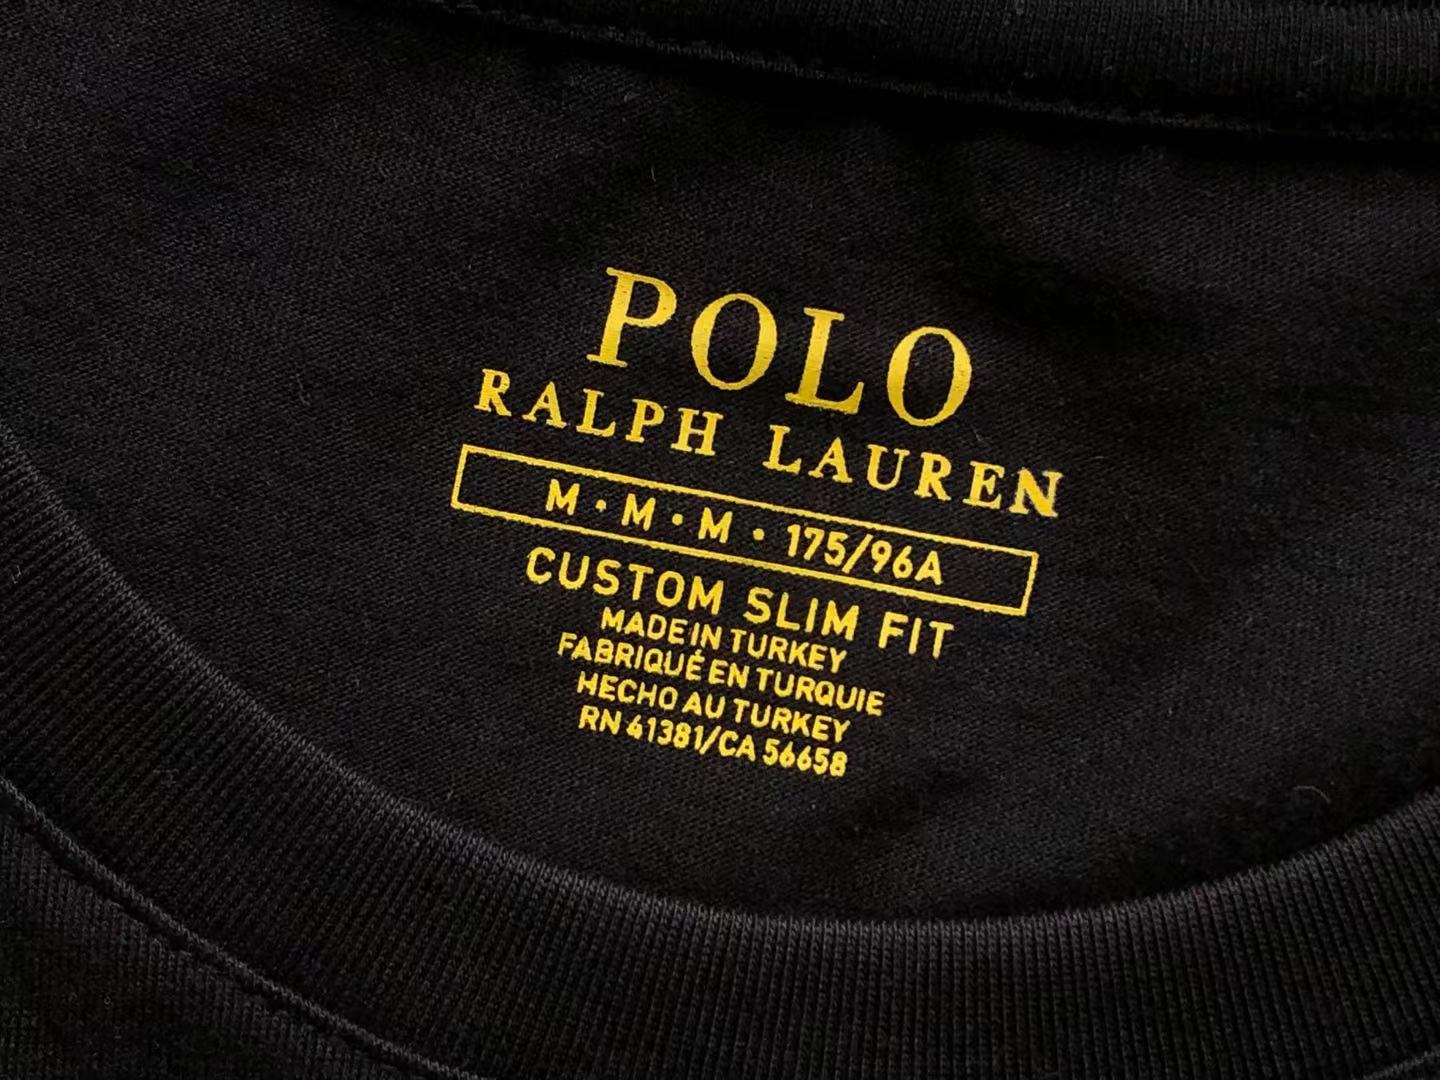 POLO
RALPH LAUREN
M • M • M • 175/96A
CUSTOM SLIM FIT
MADE IN TURKEY
FABRIQUÉ EN TURQUIE
HECHO AU TURKEY
RN 41381/CA 56658